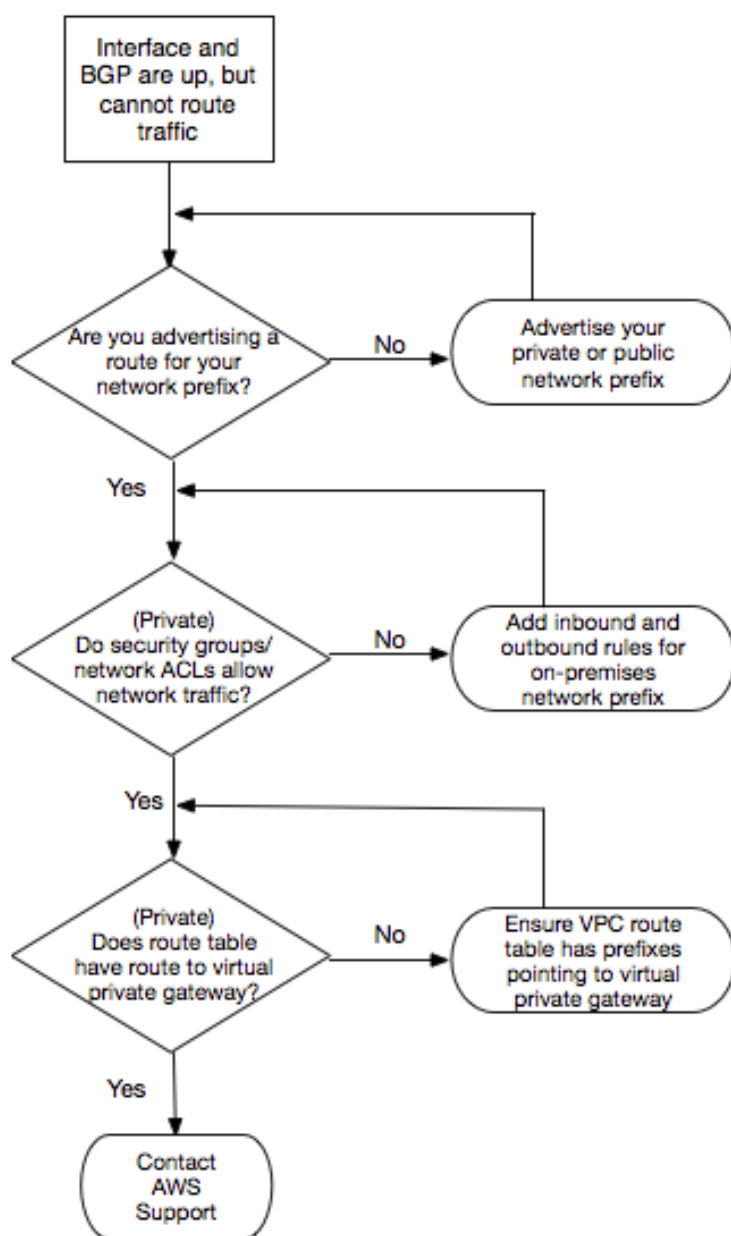 Interface and
BGP are up, but
cannot route
traffic
Are you advertising a
route for your
network prefix?
No
Advertise your
private or public
network prefix
Yes
(Private)
Do security groups/
network ACLs allow
network traffic?
No
Add inbound and
outbound rules for
on-premises
network prefix
Yes
(Private)
Does route table
have route to virtual
private gateway?
No
Ensure VPC route
table has prefixes
pointing to virtual
private gateway
Yes
Contact
AWS
Support